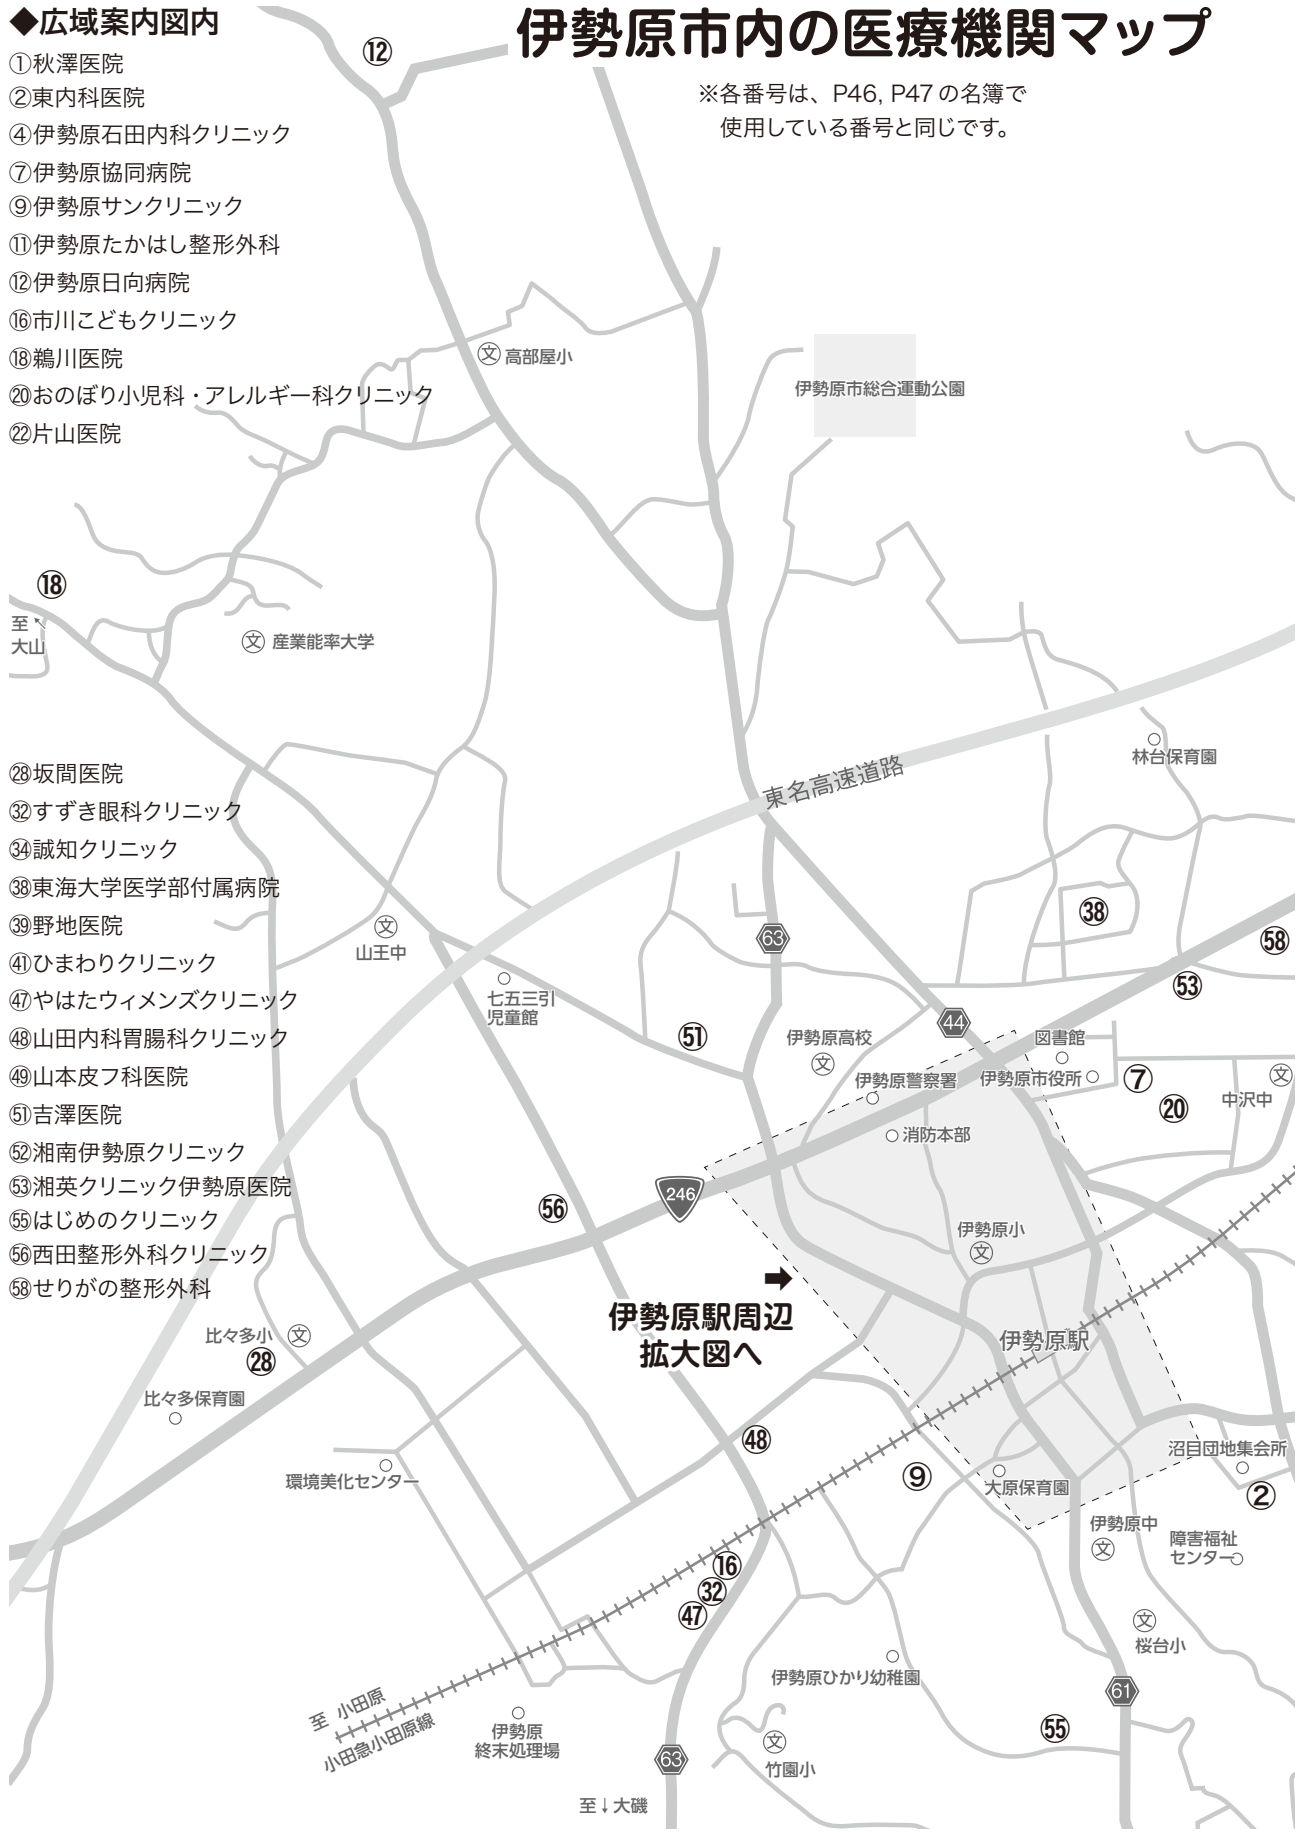 ◆広域案内図内
①秋澤医院
②東内科医院
④伊勢原石田内科クリニック
⑦伊勢原協同病院
⑨伊勢原サンクリニック
⑪伊勢原たかはし整形外科
⑫伊勢原日向病院
⑯市川こどもクリニック
⑱鵜川医院
⑳おのぼり小児科・アレルギー科クリニック
㉒片山医院
㉘坂間医院
㉜すずき眼科クリニック
㉞誠知クリニック
㊳東海大学医学部付属病院
㊴野地医院
㊶ひまわりクリニック
㊼やはたウィメンズクリニック
㊽山田内科胃腸科クリニック
㊾山本皮フ科医院
51吉澤医院
52湘南伊勢原クリニック
53湘英クリニック伊勢原医院
55はじめのクリニック
56西田整形外科クリニック
58せりがの整形外科
伊勢原市内の医療機関マップ
※各番号は、P46, P47の名簿で
使用している番号と同じです。
⑫
文 高部屋小
伊勢原市総合運動公園
⑱
至↖
大山
文 産業能率大学
林台保育園
東名高速道路
㊳
文
山王中
63
58
七五三引
児童館
53
51
44
伊勢原高校
文
図書館
伊勢原警察署
伊勢原市役所
⑦
⑳
中沢中
文
消防本部
246
56
伊勢原小
文
➡
伊勢原駅周辺
拡大図へ
伊勢原駅
比々多小 文
㉘
比々多保育園
㊽
環境美化センター
⑨
大原保育園
沼目団地集会所
②
伊勢原中
文
障害福祉
センター
⑯
㉜
㊼
文
桜台小
伊勢原ひかり幼稚園
61
至 小田原
小田急小田原線
伊勢原
終末処理場
55
63
文
竹園小
至↓大磯